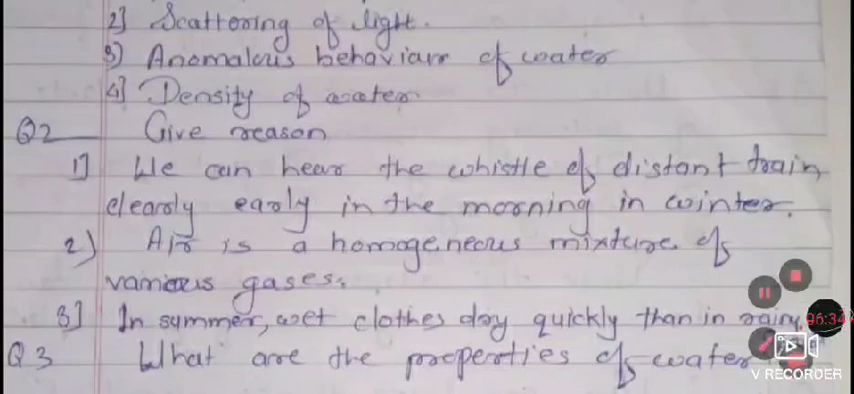 2] Scattering of light.
3) Anomalous behaviour of water
4] Density of water
Q2 Give reason
1] We can hear the whistle of distant train
clearly early in the morning in winter.
2) Air is a homogeneous mixture of
various gases.
3] In summer, wet clothes dry quickly than in rainy
06:34
Q3 What are the properties of water
V RECORDER